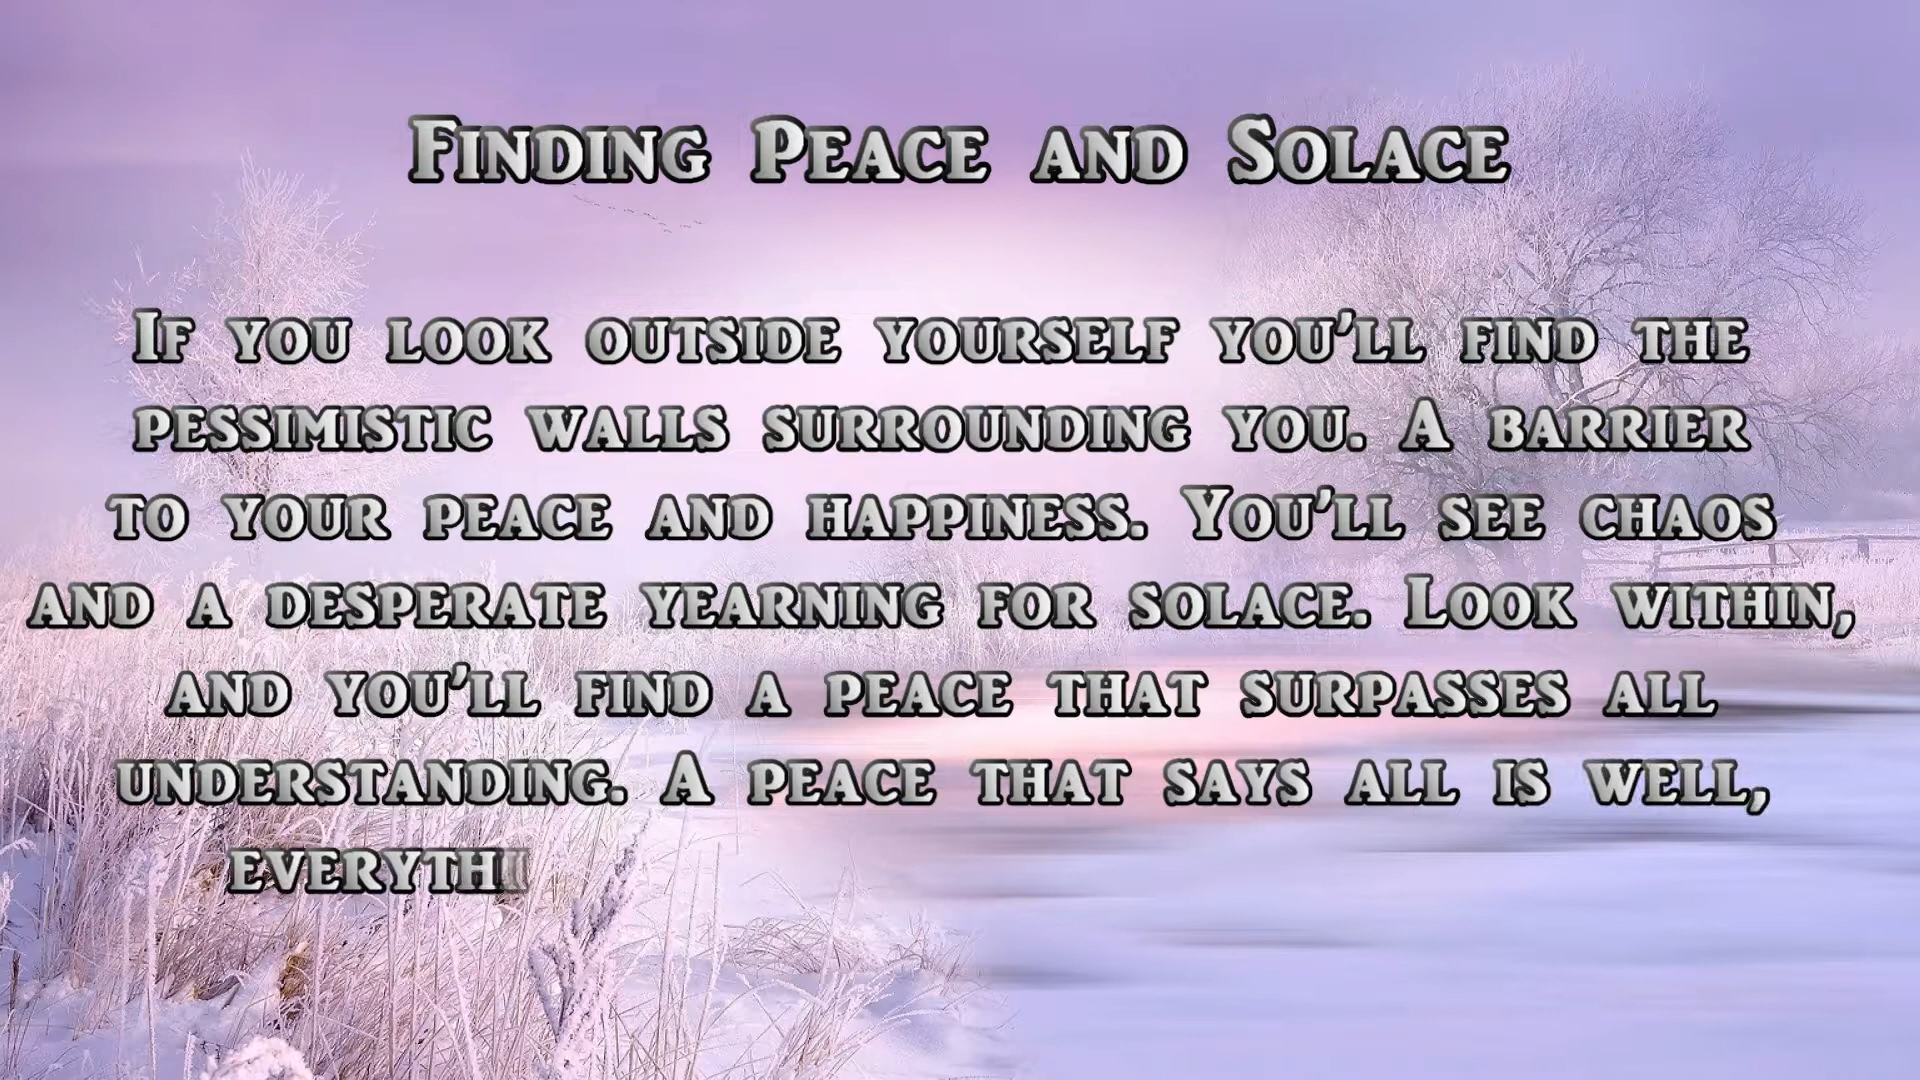 Finding Peace and Solace
If you look outside yourself you'll find the
pessimistic walls surrounding you. A barrier
to your peace and happiness. You'll see chaos
and a desperate yearning for solace. Look within,
and you'll find a peace that surpasses all
understanding. A peace that says all is well,
everythi